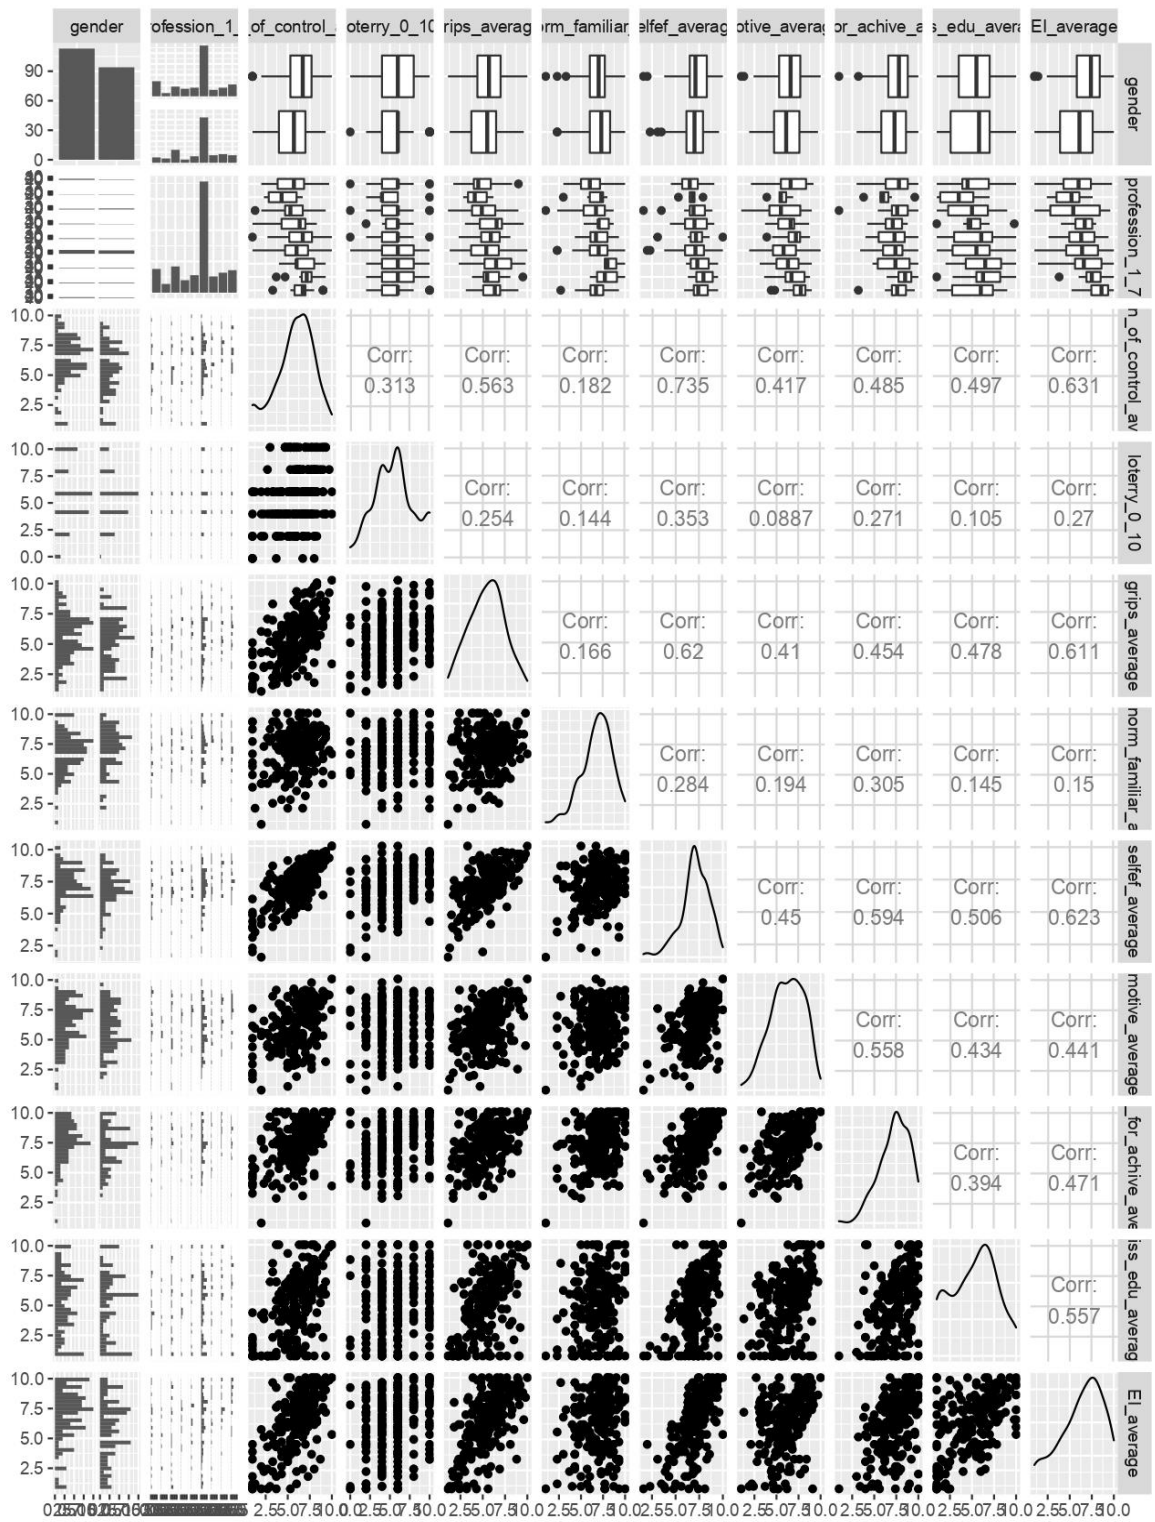 gender
rofession_1_
_of_control_
oterry_0_10
rips_averag
rm_familiar_
elfef_averag
otive_averag
or_achive_a
s_edu_avera
EI_average
90
60
30
0
gender
profession_1_7
10.0
7.5
5.0
2.5
Corr:
0.313
Corr:
0.563
Corr:
0.182
Corr:
0.735
Corr:
0.417
Corr:
0.485
Corr:
0.497
Corr:
0.631
n_of_control_av
10.0
7.5
5.0
2.5
0.0
Corr:
0.254
Corr:
0.144
Corr:
0.353
Corr:
0.0887
Corr:
0.271
Corr:
0.105
Corr:
0.27
loterry_0_10
10.0
7.5
5.0
2.5
Corr:
0.166
Corr:
0.62
Corr:
0.41
Corr:
0.454
Corr:
0.478
Corr:
0.611
grips_average
10.0
7.5
5.0
2.5
Corr:
0.284
Corr:
0.194
Corr:
0.305
Corr:
0.145
Corr:
0.15
norm_familiar_a
10.0
7.5
5.0
2.5
Corr:
0.45
Corr:
0.594
Corr:
0.506
Corr:
0.623
selfef_average
10.0
7.5
5.0
2.5
Corr:
0.558
Corr:
0.434
Corr:
0.441
motive_average
10.0
7.5
5.0
2.5
Corr:
0.394
Corr:
0.471
_for_achive_ave
10.0
7.5
5.0
2.5
Corr:
0.557
iss_edu_averag
10.0
7.5
5.0
2.5
EI_average